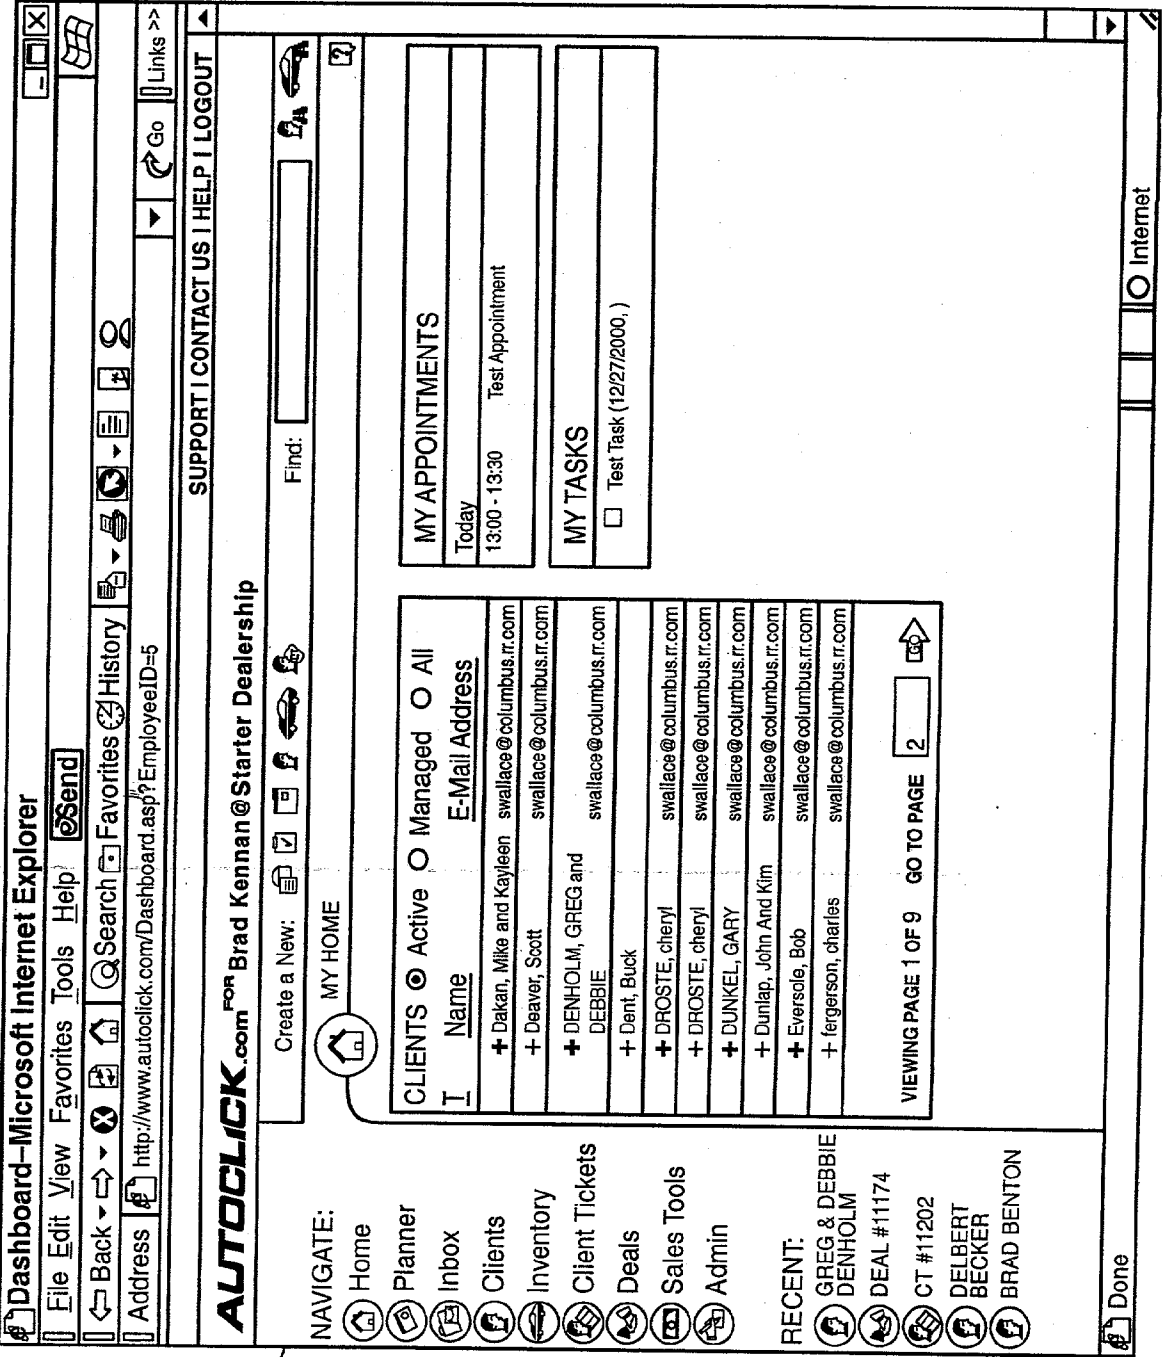 Dashboard–Microsoft Internet Explorer
File Edit View Favorites Tools Help Send
Back Search Favorites History
Address http://www.autoclick.com/Dashboard.asp?EmployeeID=5 Go Links >>
SUPPORT I CONTACT US I HELP I LOGOUT
AUTOCLICK.com FOR Brad Kennan@Starter Dealership
Create a New: Find:
MY HOME
NAVIGATE:
Home
Planner
Inbox
Clients
Inventory
Client Tickets
Deals
Sales Tools
Admin
RECENT:
GREG & DEBBIE
DENHOLM
DEAL #11174
CT #11202
DELBERT
BECKER
BRAD BENTON
CLIENTS Active Managed All
T Name E-Mail Address
+ Dakan, Mike and Kayleen swallace@columbus.rr.com
+ Deaver, Scott swallace@columbus.rr.com
+ DENHOLM, GREG and swallace@columbus.rr.com
DEBBIE
+ Dent, Buck
+ DROSTE, cheryl swallace@columbus.rr.com
+ DROSTE, cheryl swallace@columbus.rr.com
+ DUNKEL, GARY swallace@columbus.rr.com
+ Dunlap, John And Kim swallace@columbus.rr.com
+ Eversole, Bob swallace@columbus.rr.com
+ fergerson, charles swallace@columbus.rr.com
VIEWING PAGE 1 OF 9 GO TO PAGE 2 GO
MY APPOINTMENTS
Today
13:00 - 13:30 Test Appointment
MY TASKS
Test Task (12/27/2000, )
Done Internet